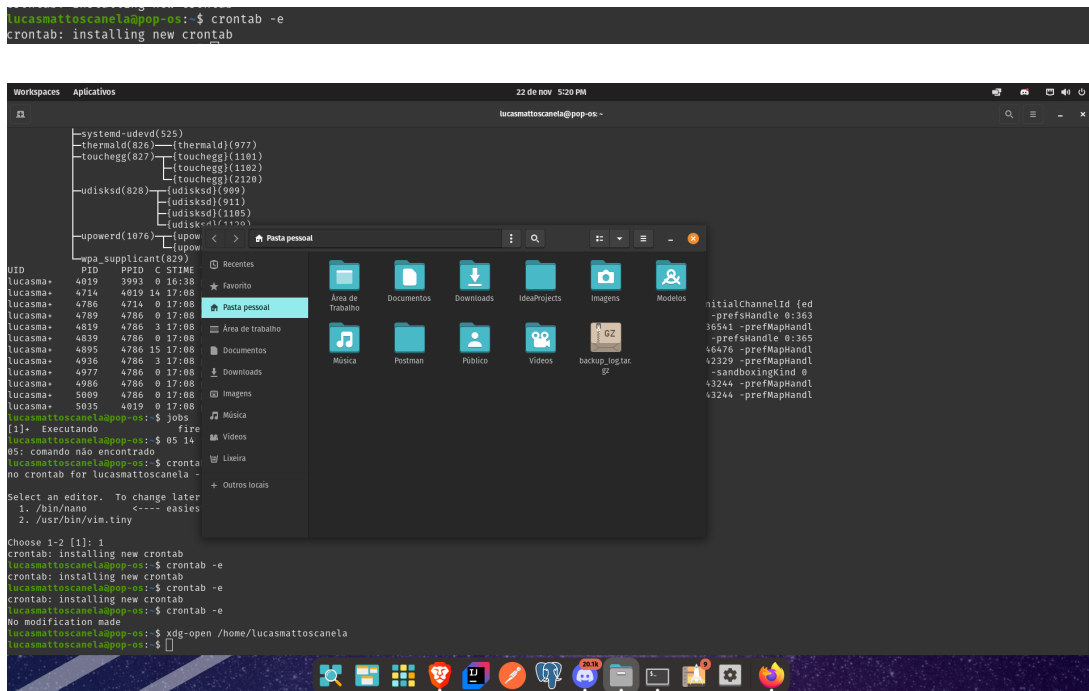 lucasmattoscanela@pop-os:~$ crontab -e
crontab: installing new crontab
Workspaces Aplicativos 22 de nov 5:20 PM
lucasmattoscanela@pop-os: ~
├─systemd-udevd(525)
├─thermald(826)───{thermald}(977)
├─touchegg(827)─┬─{touchegg}(1101)
├─{touchegg}(1102)
└─{touchegg}(2120)
├─udisksd(828)─┬─{udisksd}(909)
├─{udisksd}(911)
├─{udisksd}(1105)
└─{udisksd}(1129)
├─upowerd(1076)─┬─{upow
└─{upow
└─wpa_supplicant(829)
UID PID PPID C STIME
lucasma+ 4019 3993 0 16:38
lucasma+ 4714 4019 14 17:08
lucasma+ 4786 4714 0 17:08 nitialChannelId {ed
lucasma+ 4789 4786 0 17:08 -prefsHandle 0:363
lucasma+ 4819 4786 3 17:08 36541 -prefMapHandl
lucasma+ 4839 4786 0 17:08 -prefsHandle 0:365
lucasma+ 4895 4786 15 17:08 46476 -prefMapHandl
lucasma+ 4936 4786 3 17:08 42329 -prefMapHandl
lucasma+ 4977 4786 0 17:08 -sandboxingKind 0
lucasma+ 4986 4786 0 17:08 43244 -prefMapHandl
lucasma+ 5009 4786 0 17:08 43244 -prefMapHandl
lucasma+ 5035 4019 0 17:08
lucasmattoscanela@pop-os:~$ jobs
[1]+ Executando fire
lucasmattoscanela@pop-os:~$ 05 14
05: comando não encontrado
lucasmattoscanela@pop-os:~$ cronta
no crontab for lucasmattoscanela -
Select an editor. To change later
1. /bin/nano <---- easies
2. /usr/bin/vim.tiny
Choose 1-2 [1]: 1
crontab: installing new crontab
lucasmattoscanela@pop-os:~$ crontab -e
crontab: installing new crontab
lucasmattoscanela@pop-os:~$ crontab -e
crontab: installing new crontab
lucasmattoscanela@pop-os:~$ crontab -e
No modification made
lucasmattoscanela@pop-os:~$ xdg-open /home/lucasmattoscanela
lucasmattoscanela@pop-os:~$
Pasta pessoal
Recentes
Favorito
Pasta pessoal
Área de trabalho
Documentos
Downloads
Imagens
Música
Vídeos
Lixeira
+ Outros locais
Área de Trabalho
Documentos
Downloads
IdeaProjects
Imagens
Modelos
Música
Postman
Público
Vídeos
GZ
backup_log.tar.
gz
20.1k
9